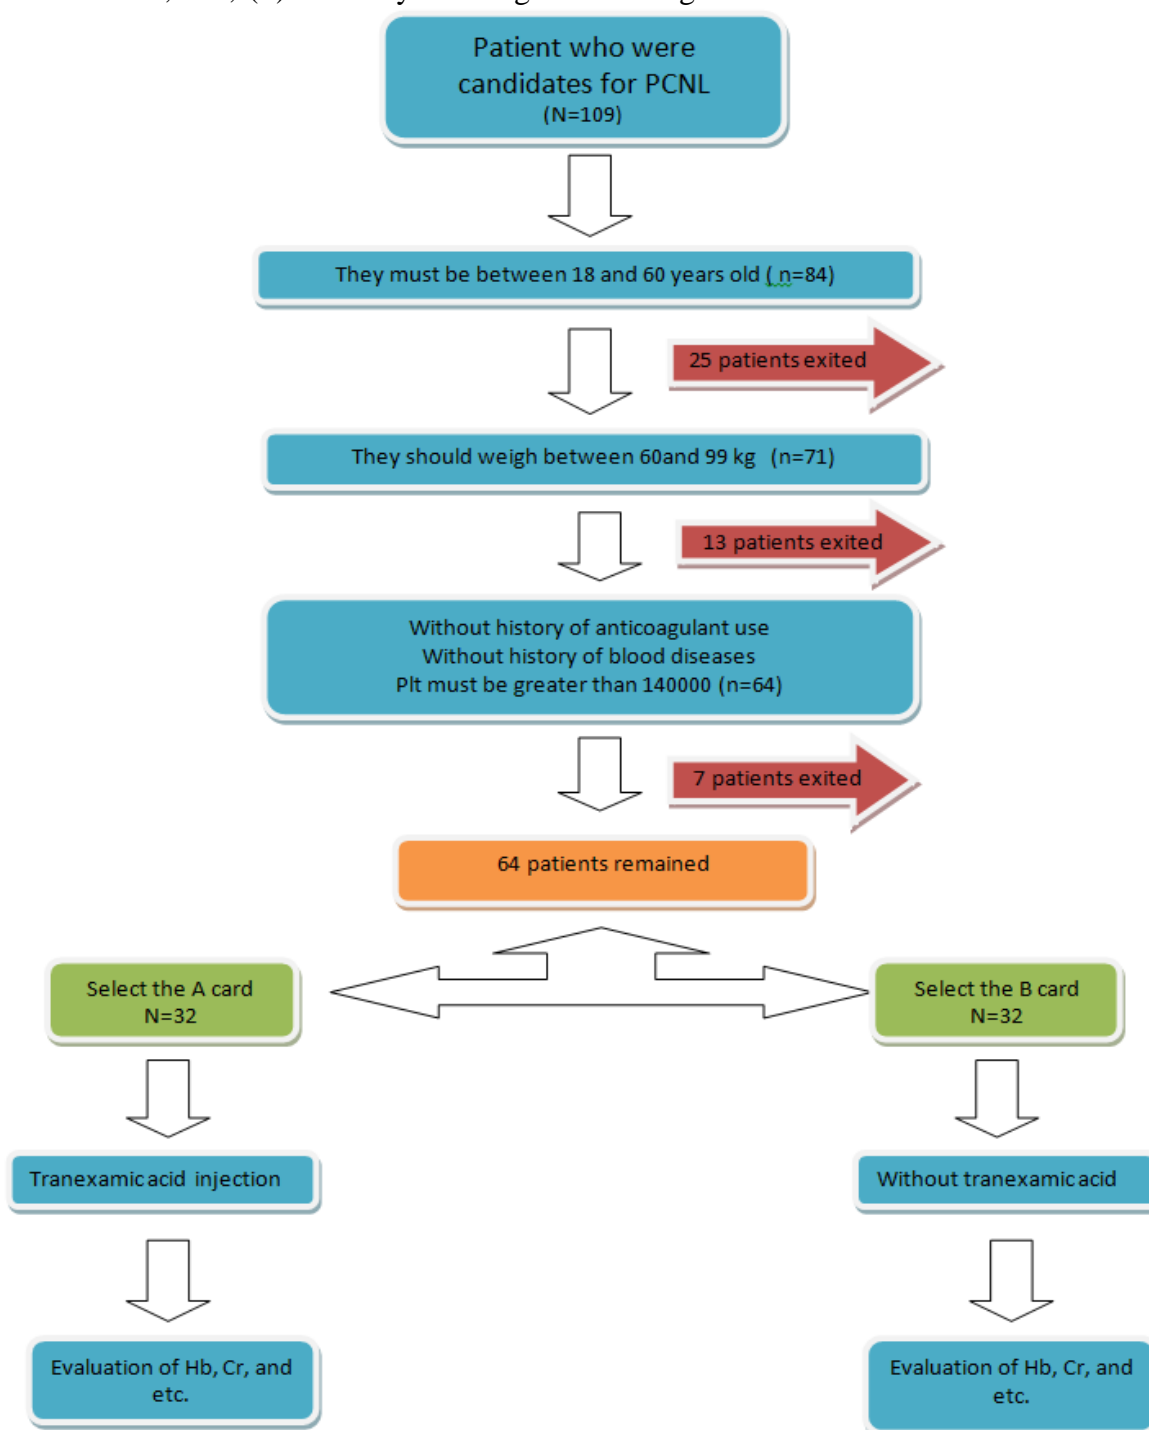 Patient who were
candidates for PCNL
(N=109)
They must be between 18 and 60 years old ( n=84)
25 patients exited
They should weigh between 60and 99 kg (n=71)
13 patients exited
Without history of anticoagulant use
Without history of blood diseases
Plt must be greater than 140000 (n=64)
7 patients exited
64 patients remained
Select the A card
N=32
Select the B card
N=32
Tranexamic acid injection
Without tranexamic acid
Evaluation of Hb, Cr, and
etc.
Evaluation of Hb, Cr, and
etc.